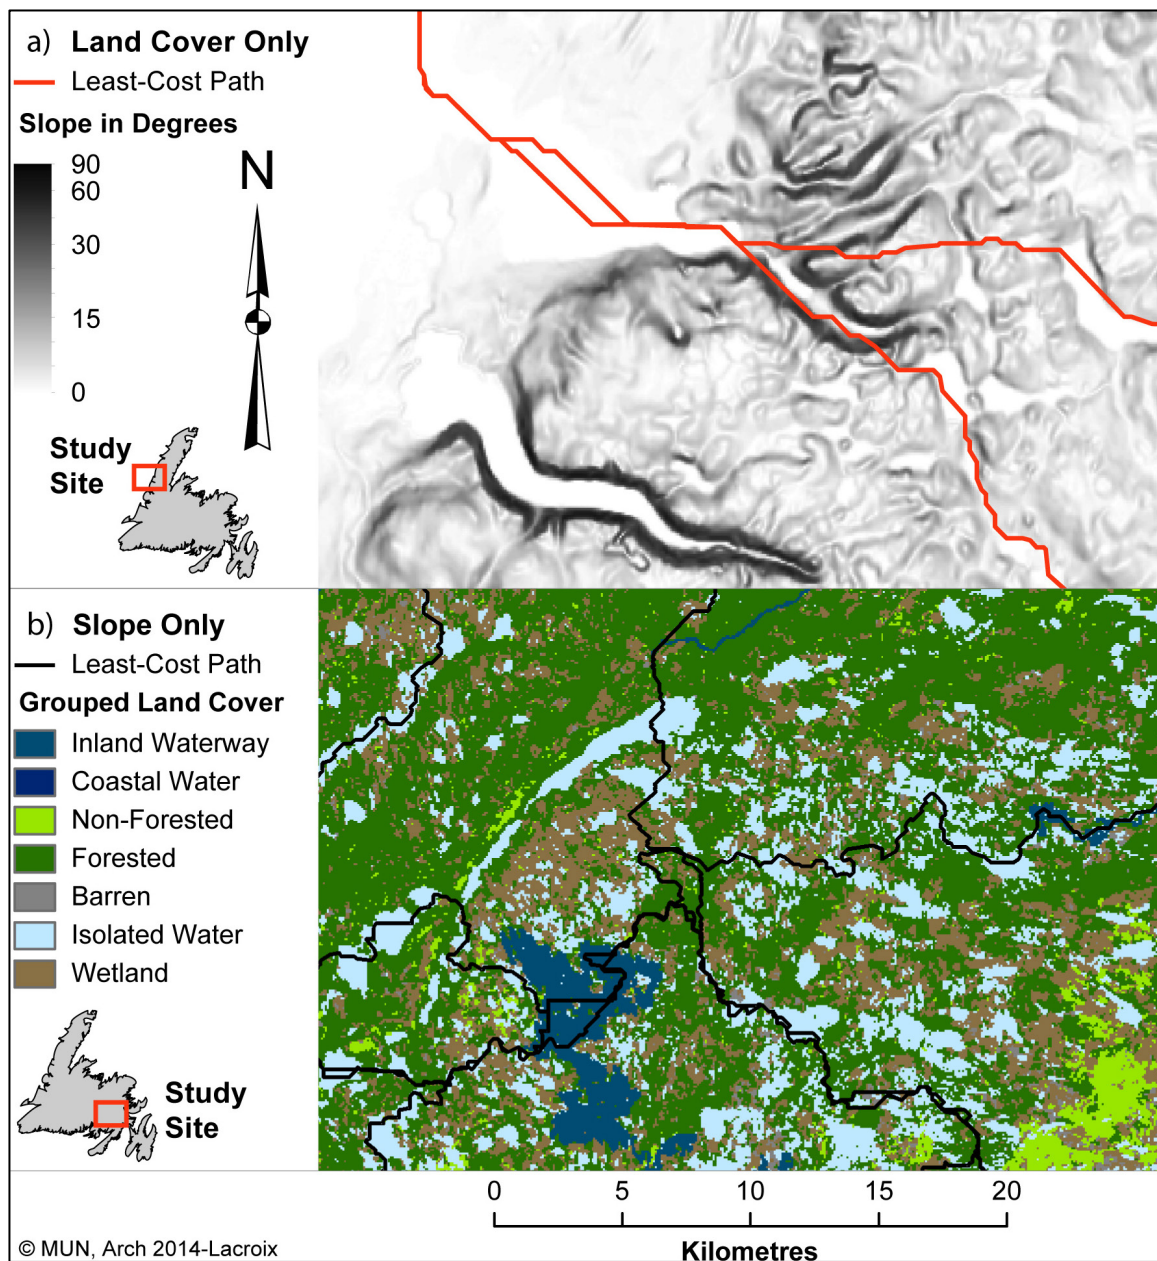 a) Land Cover Only
Least-Cost Path
Slope in Degrees
90
60
30
15
0
N
Study
Site
b) Slope Only
Least-Cost Path
Grouped Land Cover
Inland Waterway
Coastal Water
Non-Forested
Forested
Barren
Isolated Water
Wetland
Study
Site
0 5 10 15 20
Kilometres
© MUN, Arch 2014-Lacroix